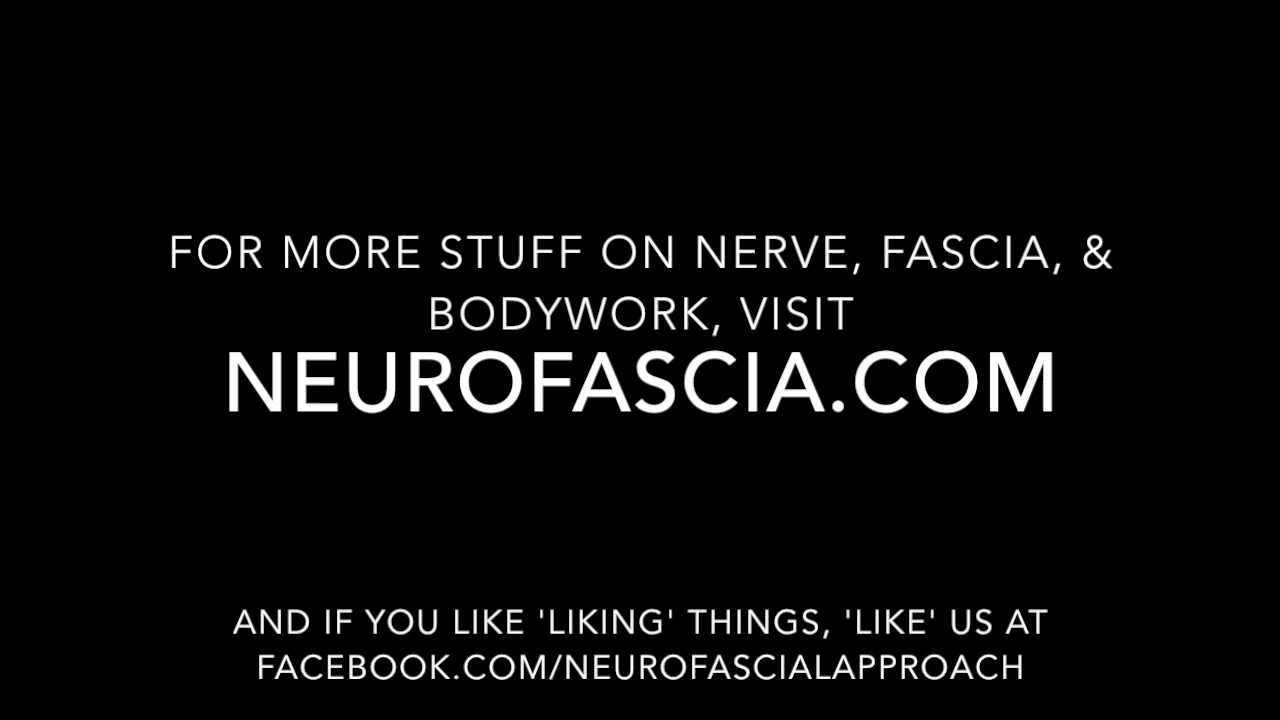 FOR MORE STUFF ON NERVE, FASCIA, &
BODYWORK, VISIT
NEUROFASCIA.COM
AND IF YOU LIKE 'LIKING' THINGS, 'LIKE' US AT
FACEBOOK.COM/NEUROFASCIALAPPROACH